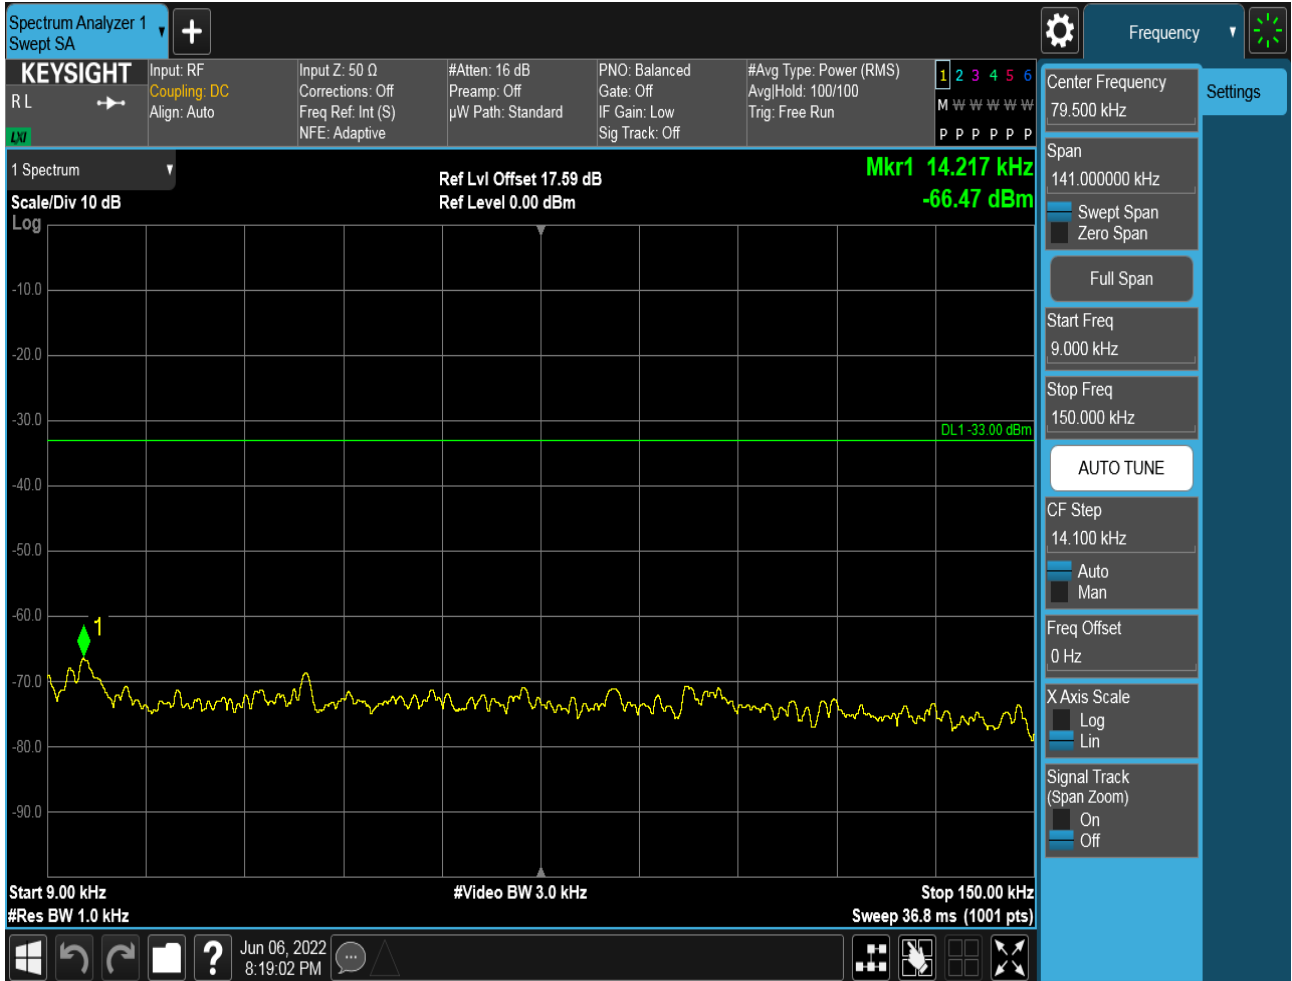 Spectrum Analyzer 1
Swept SA
Frequency
KEYSIGHT
R L
LXI
Input: RF
Coupling: DC
Align: Auto
Input Z: 50 Ω
Corrections: Off
Freq Ref: Int (S)
NFE: Adaptive
#Atten: 16 dB
Preamp: Off
µW Path: Standard
PNO: Balanced
Gate: Off
IF Gain: Low
Sig Track: Off
#Avg Type: Power (RMS)
Avg|Hold: 100/100
Trig: Free Run
1 2 3 4 5 6
M W W W W W
P P P P P P
1 Spectrum
Scale/Div 10 dB
Log
Ref Lvl Offset 17.59 dB
Ref Level 0.00 dBm
Mkr1 14.217 kHz
-66.47 dBm
-10.0
-20.0
-30.0
DL1 -33.00 dBm
-40.0
-50.0
-60.0
1
-70.0
-80.0
-90.0
Start 9.00 kHz
#Video BW 3.0 kHz
Stop 150.00 kHz
#Res BW 1.0 kHz
Sweep 36.8 ms (1001 pts)
Center Frequency
79.500 kHz
Settings
Span
141.000000 kHz
Swept Span
Zero Span
Full Span
Start Freq
9.000 kHz
Stop Freq
150.000 kHz
AUTO TUNE
CF Step
14.100 kHz
Auto
Man
Freq Offset
0 Hz
X Axis Scale
Log
Lin
Signal Track
(Span Zoom)
On
Off
?
Jun 06, 2022
8:19:02 PM